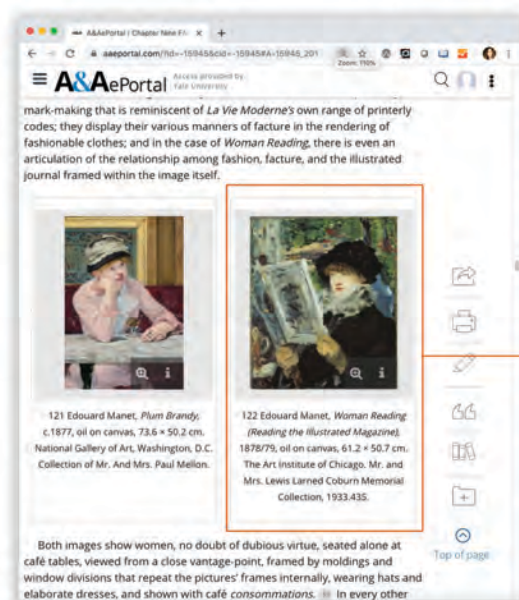 A&AePortal | Chapter Nine FA
aaeportal.com/?id=-15945&cid=-15945#A-15945_201
Zoom: 110%
A&AePortal
Access provided by
Yale University
mark-making that is reminiscent of La Vie Moderne's own range of printerly
codes; they display their various manners of facture in the rendering of
fashionable clothes; and in the case of Woman Reading, there is even an
articulation of the relationship among fashion, facture, and the illustrated
journal framed within the image itself.
121 Edouard Manet, Plum Brandy,
c.1877, oil on canvas, 73.6 × 50.2 cm.
National Gallery of Art, Washington, D.C.
Collection of Mr. And Mrs. Paul Mellon.
122 Edouard Manet, Woman Reading
(Reading the Illustrated Magazine),
1878/79, oil on canvas, 61.2 × 50.7 cm.
The Art Institute of Chicago. Mr. and
Mrs. Lewis Larned Coburn Memorial
Collection, 1933.435.
Top of page
Both images show women, no doubt of dubious virtue, seated alone at
café tables, viewed from a close vantage-point, framed by moldings and
window divisions that repeat the pictures' frames internally, wearing hats and
elaborate dresses, and shown with café consommations. In every other